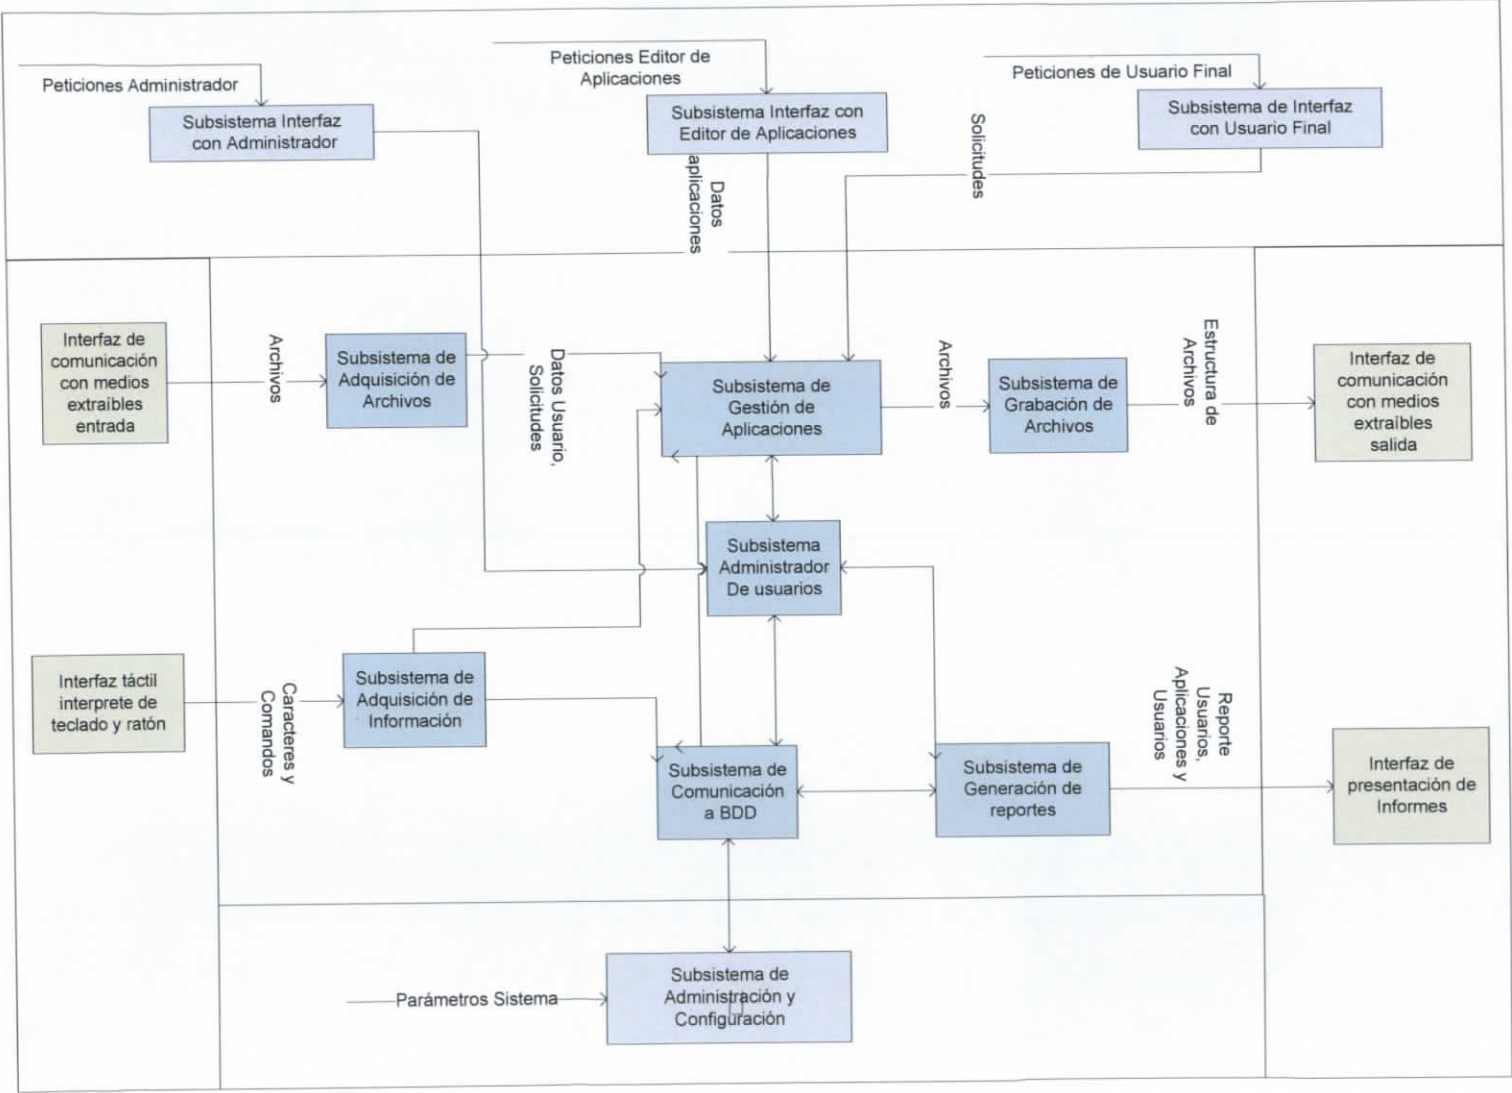 Peticiones Administrador
Peticiones Editor de
Aplicaciones
Peticiones de Usuario Final
Subsistema Interfaz
con Administrador
Subsistema Interfaz con
Editor de Aplicaciones
Subsistema de Interfaz
con Usuario Final
Datos
aplicaciones
Solicitudes
Interfaz de
comunicación
con medios
extraíbles
entrada
Archivos
Subsistema de
Adquisición de
Archivos
Datos Usuario,
Solicitudes
Subsistema de
Gestión de
Aplicaciones
Archivos
Subsistema de
Grabación de
Archivos
Estructura de
Archivos
Interfaz de
comunicación
con medios
extraíbles
salida
Subsistema
Administrador
De usuarios
Interfaz táctil
interprete de
teclado y ratón
Caracteres y
Comandos
Subsistema de
Adquisición de
Información
Subsistema de
Comunicación
a BDD
Subsistema de
Generación de
reportes
Reporte
Usuarios,
Aplicaciones y
Usuarios
Interfaz de
presentación de
Informes
Parámetros Sistema
Subsistema de
Administración y
Configuración